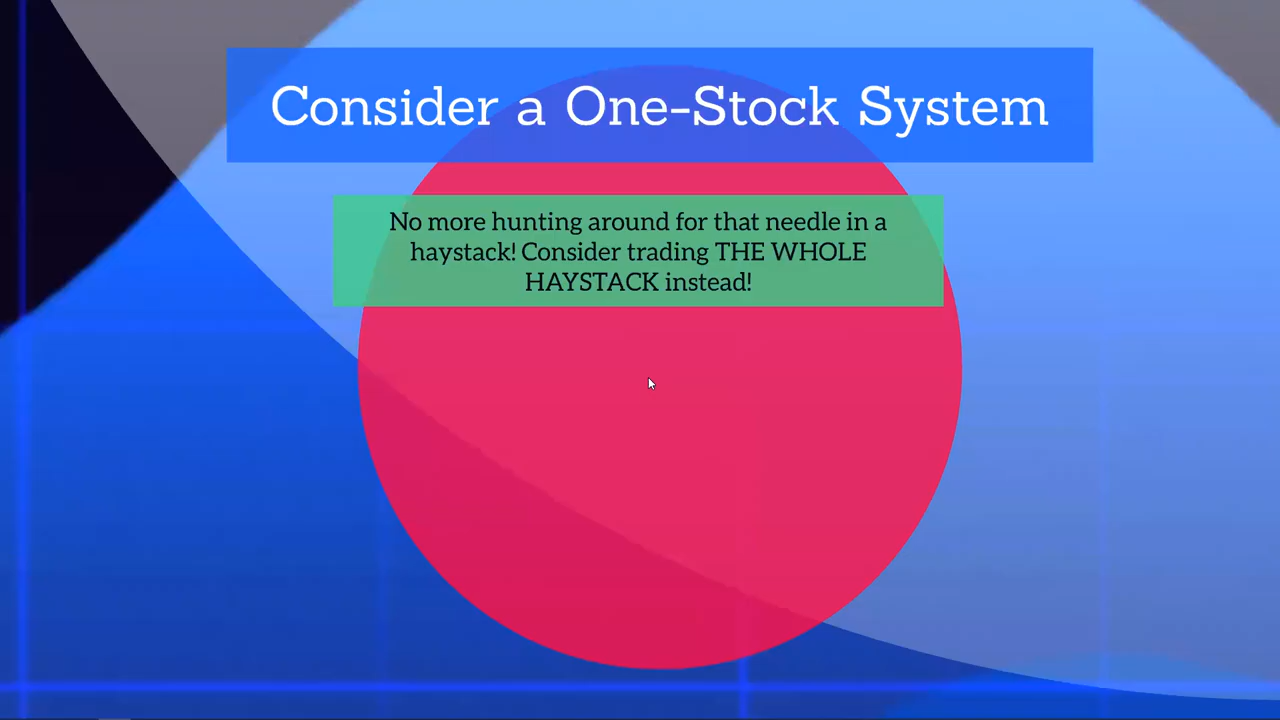 Consider a One-Stock System
No more hunting around for that needle in a
haystack! Consider trading THE WHOLE
HAYSTACK instead!